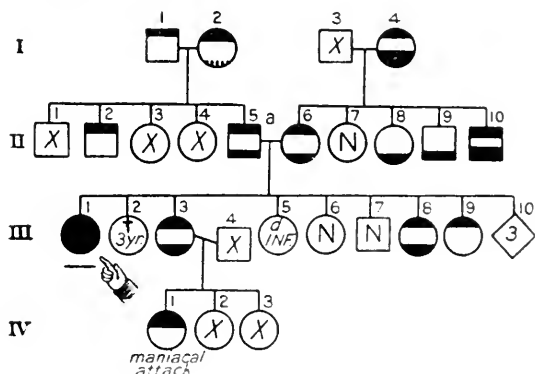 1 2 3 4
I X
1 2 3 4 5 a 6 7 8 9 10
II X X X N
1 2 3 4 5 6 7 8 9 10
III 3yr. X d INF. N N 3
1 2 3
IV X X
maniacal
attack